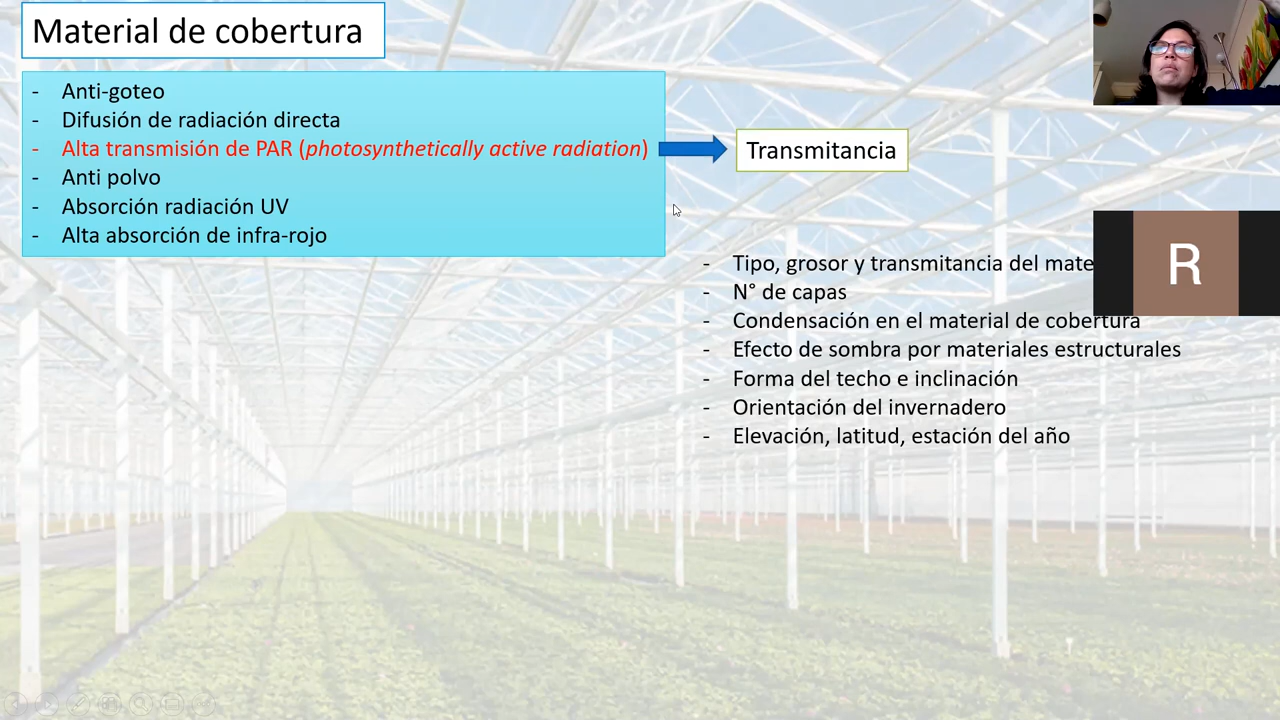 Material de cobertura
- Anti-goteo
- Difusión de radiación directa
- Alta transmisión de PAR (photosynthetically active radiation)
- Anti polvo
- Absorción radiación UV
- Alta absorción de infra-rojo
Transmitancia
- Tipo, grosor y transmitancia del
- N° de capas
- Condensación en el material de cobertura
- Efecto de sombra por materiales estructurales
- Forma del techo e inclinación
- Orientación del invernadero
- Elevación, latitud, estación del año
R